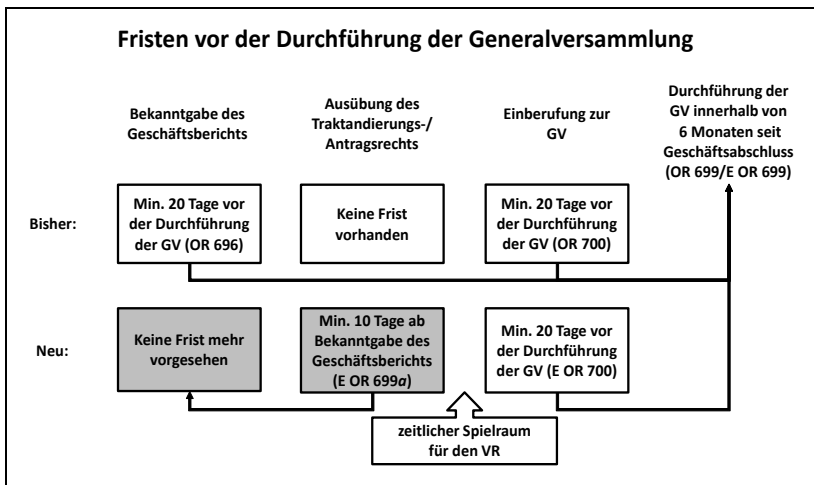 Fristen vor der Durchführung der Generalversammlung
Bekanntgabe des
Geschäftsberichts
Ausübung des
Traktandierungs-/
Antragsrechts
Einberufung zur
GV
Durchführung der
GV innerhalb von
6 Monaten seit
Geschäftsabschluss
(OR 699/E OR 699)
Bisher:
Min. 20 Tage vor
der Durchführung
der GV (OR 696)
Keine Frist
vorhanden
Min. 20 Tage vor
der Durchführung
der GV (OR 700)
Neu:
Keine Frist mehr
vorgesehen
Min. 10 Tage ab
Bekanntgabe des
Geschäftsberichts
(E OR 699a)
Min. 20 Tage vor
der Durchführung
der GV (E OR 700)
zeitlicher Spielraum
für den VR